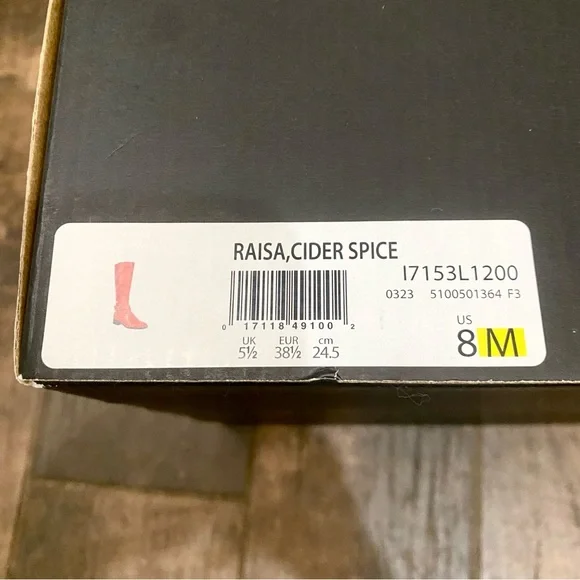 RAISA,CIDER SPICE
I7153L1200
0323 5100501364 F3
0 17118 49100 2
UK EUR cm
5½ 38½ 24.5
US
8 M